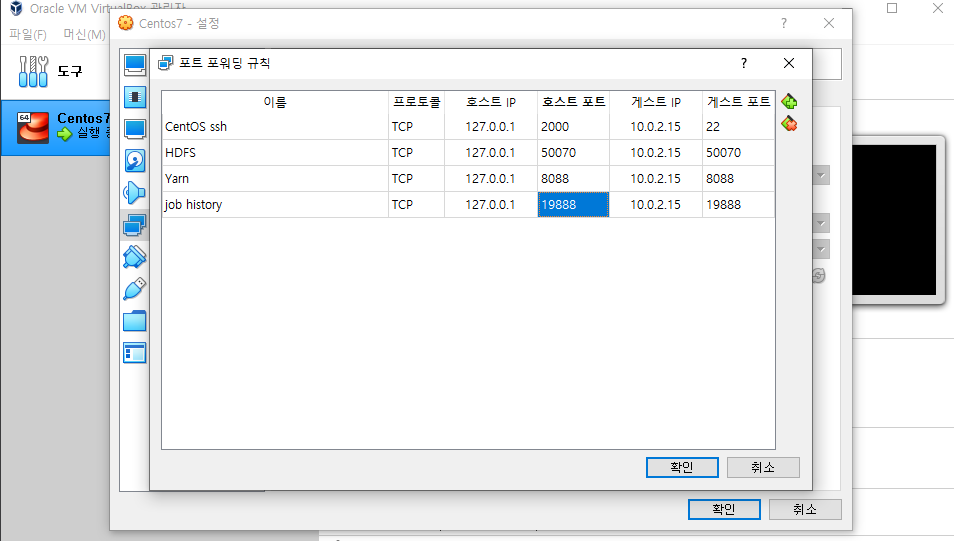 Oracle VM VirtualBox 관리자
Centos7 - 설정
파일(F) 머신(M)
포트 포워딩 규칙
도구
64
Centos7
실행 중
이름 프로토콜 호스트 IP 호스트 포트 게스트 IP 게스트 포트
CentOS ssh TCP 127.0.0.1 2000 10.0.2.15 22
HDFS TCP 127.0.0.1 50070 10.0.2.15 50070
Yarn TCP 127.0.0.1 8088 10.0.2.15 8088
job history TCP 127.0.0.1 19888 10.0.2.15 19888
확인 취소
확인 취소